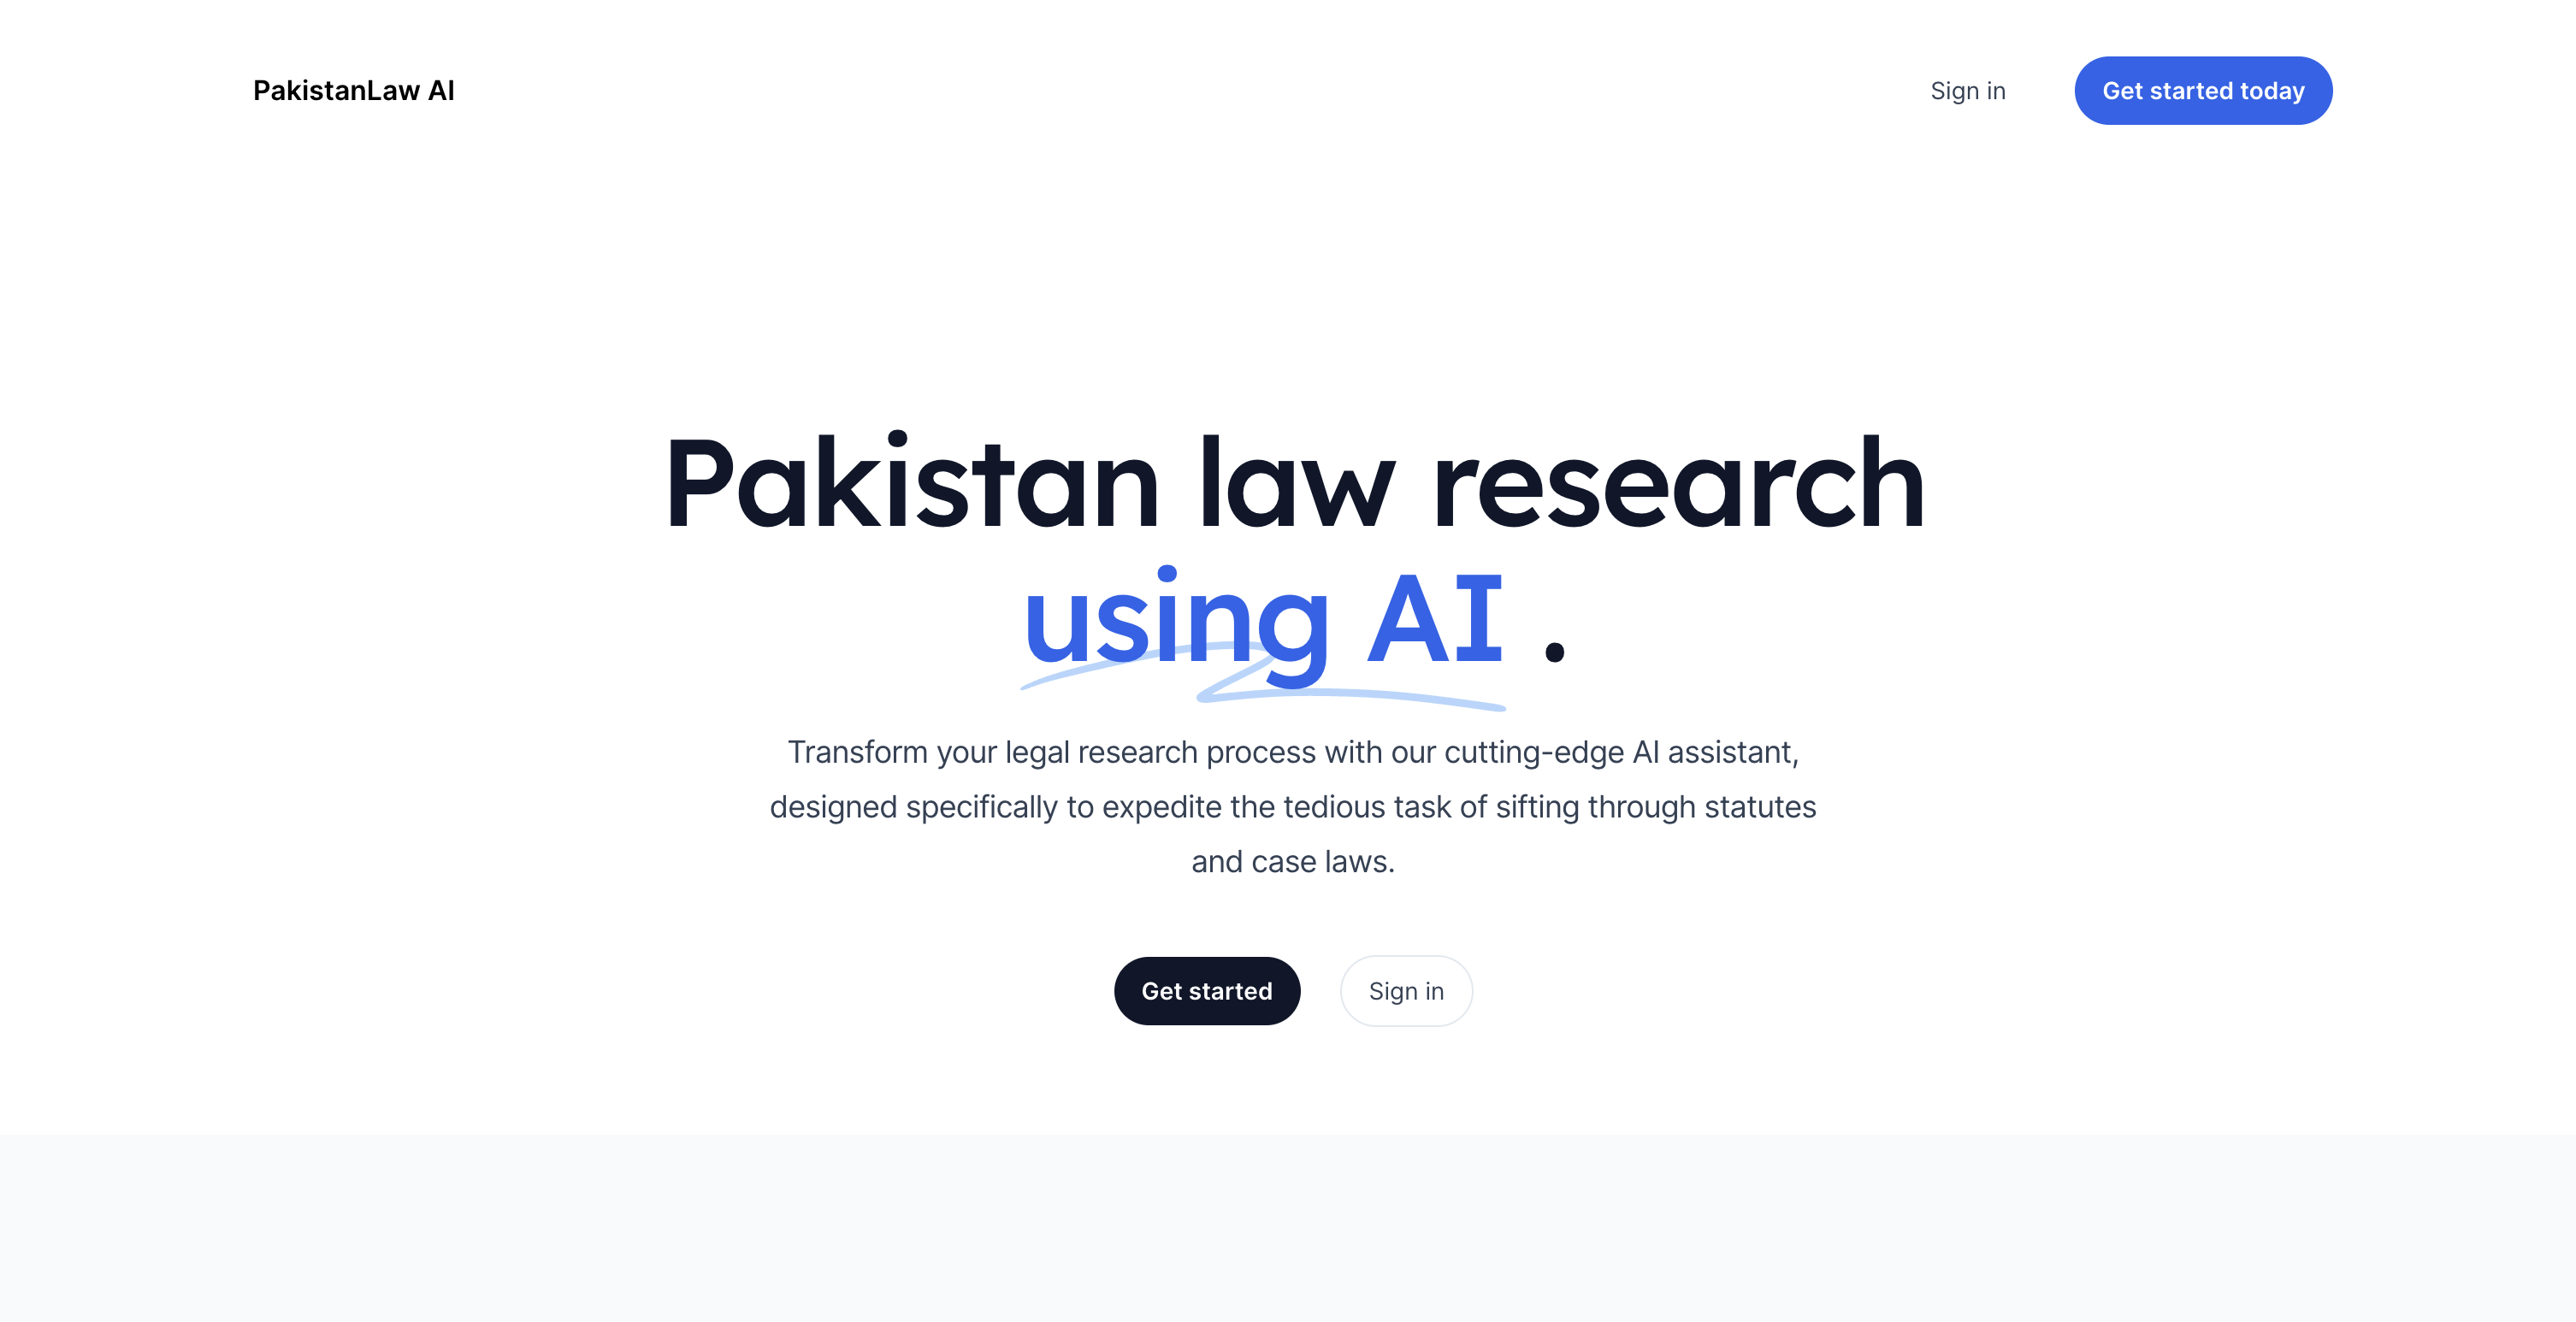 PakistanLaw AI
Sign in
Get started today
Pakistan law research
using AI .
Transform your legal research process with our cutting-edge AI assistant,
designed specifically to expedite the tedious task of sifting through statutes
and case laws.
Get started
Sign in